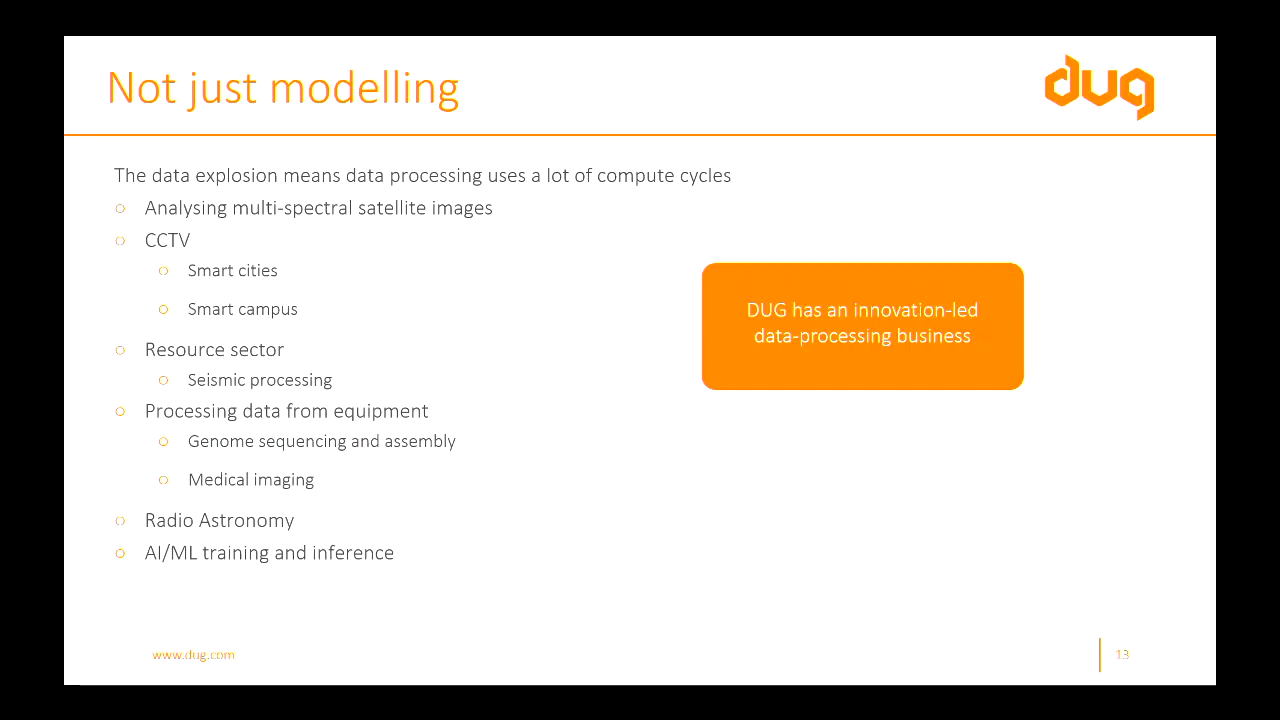 Not just modelling
dug
The data explosion means data processing uses a lot of compute cycles
Analysing multi-spectral satellite images
CCTV
Smart cities
Smart campus
Resource sector
Seismic processing
Processing data from equipment
Genome sequencing and assembly
Medical imaging
Radio Astronomy
AI/ML training and inference
DUG has an innovation-led
data-processing business
www.dug.com
13